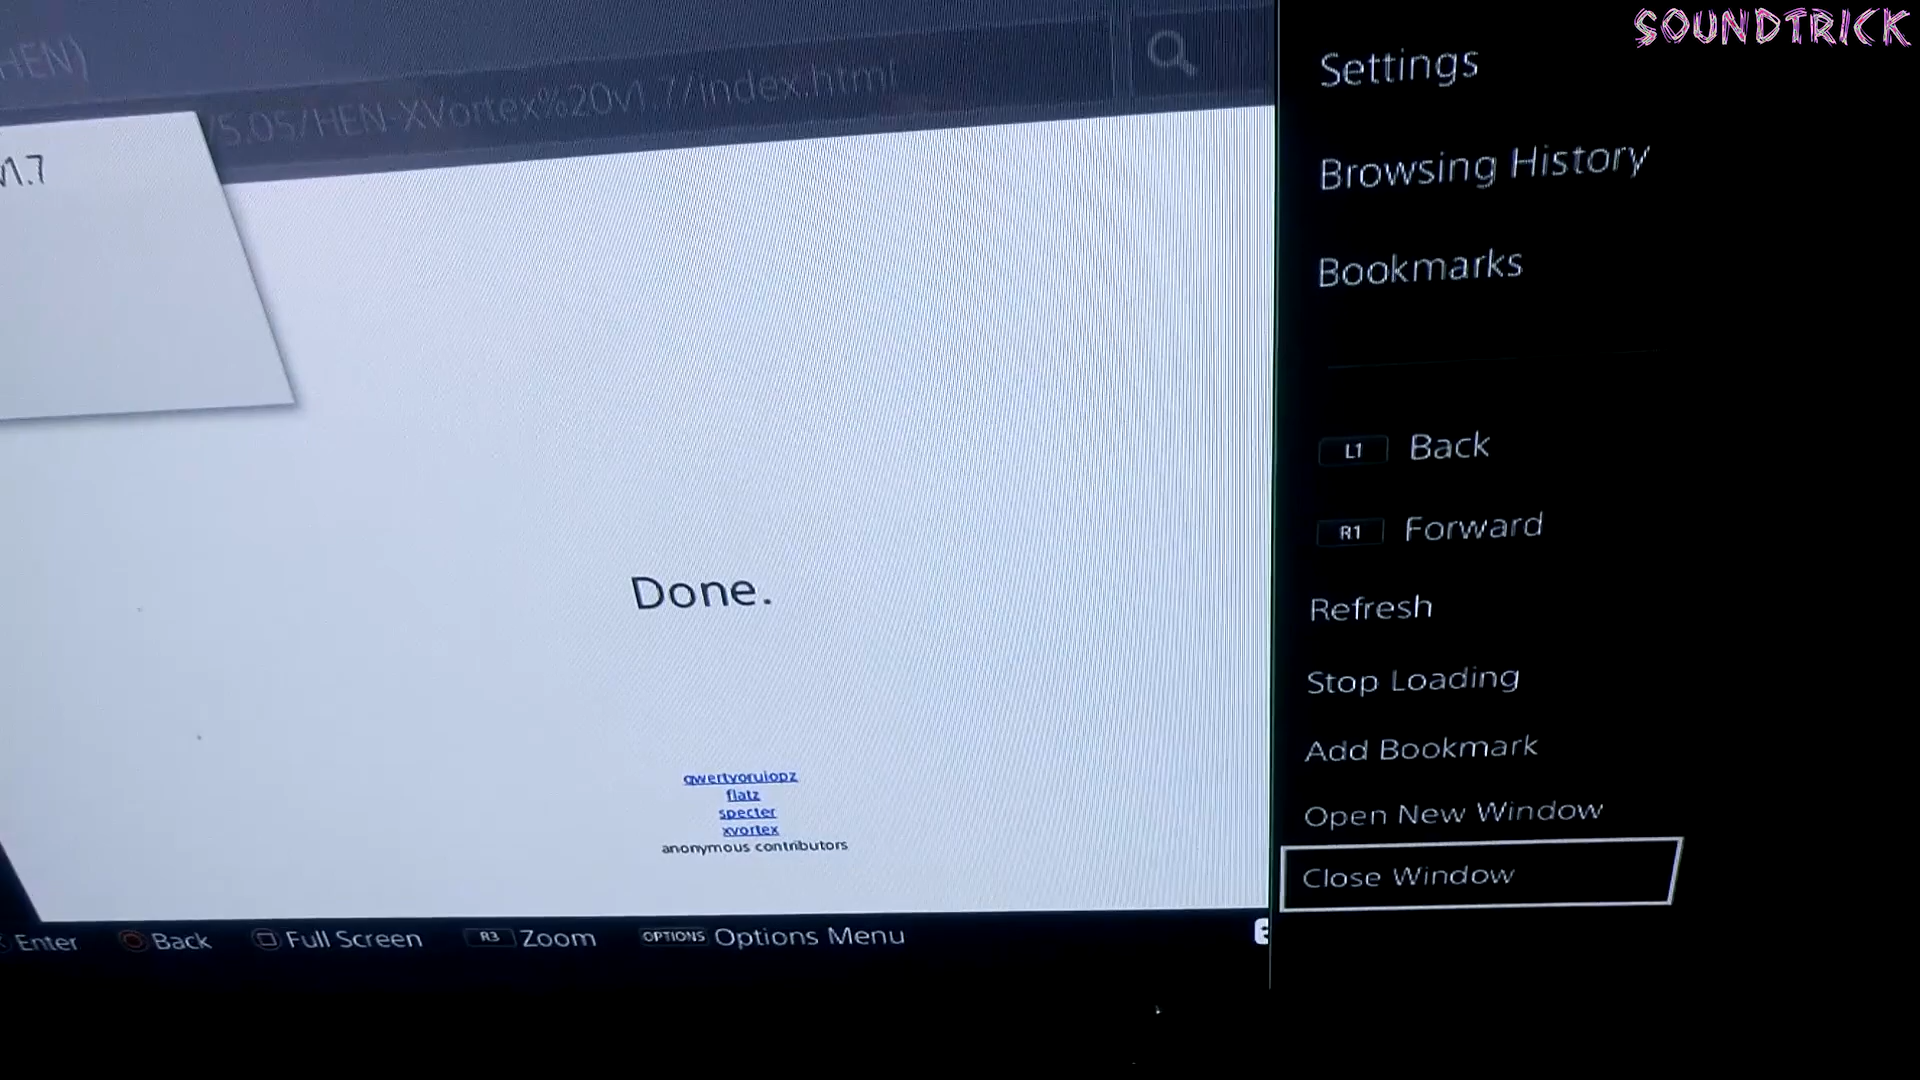 SOUNDTRICK
HEN)
/5.05/HEN-XVortex%20v1.7/index.html
v1.7
Done.
qwertyoruiopz
flatz
specter
xvortex
anonymous contributors
Enter
Back
Full Screen
R3 Zoom
OPTIONS Options Menu
Settings
Browsing History
Bookmarks
L1 Back
R1 Forward
Refresh
Stop Loading
Add Bookmark
Open New Window
Close Window